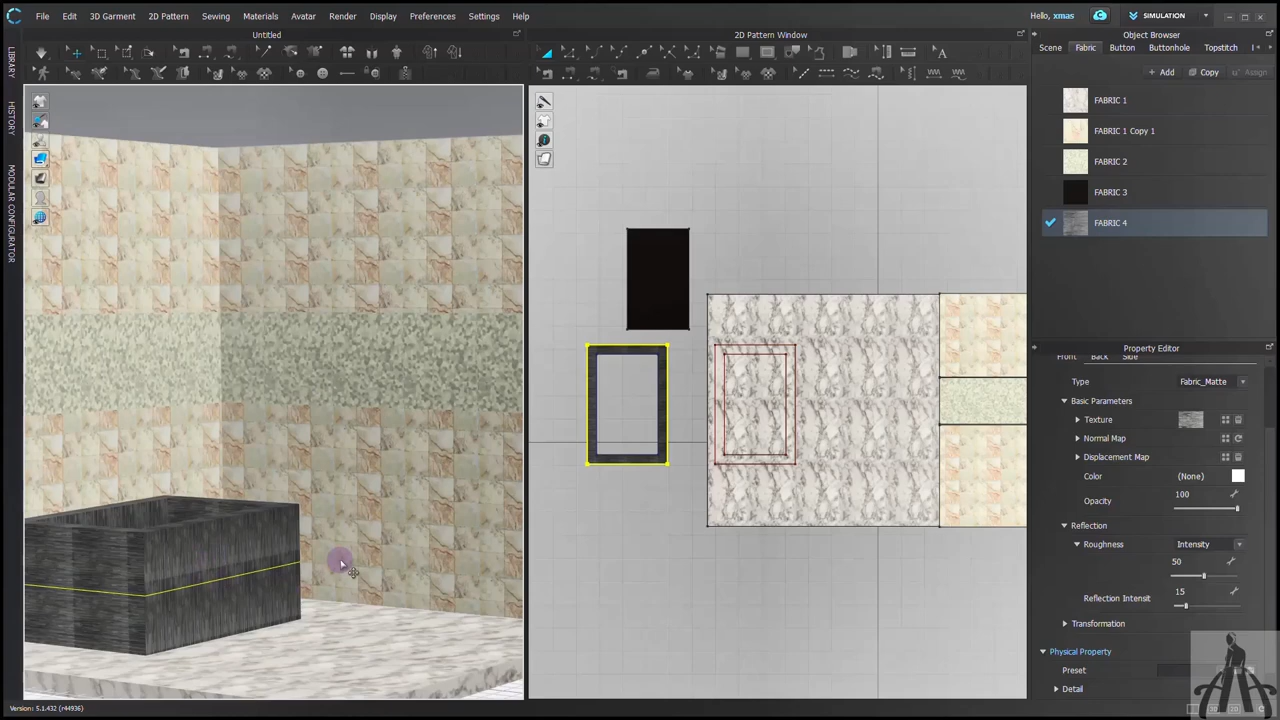 File Edit 3D Garment 2D Pattern Sewing Materials Avatar Render Display Preferences Settings Help
Hello, xmas
SIMULATION
Untitled
2D Pattern Window
Object Browser
LIBRARY
HISTORY
MODULAR CONFIGURATOR
Scene Fabric Button Buttonhole Topstitch
+ Add Copy Assign
FABRIC 1
FABRIC 1 Copy 1
FABRIC 2
FABRIC 3
FABRIC 4
Property Editor
Front Back Side
Type Fabric_Matte
Basic Parameters
Texture
Normal Map
Displacement Map
Color (None)
Opacity 100
Reflection
Roughness Intensity
50
Reflection Intensit 15
Transformation
Physical Property
Preset
Detail
Version: 5.1.432 (r44936)